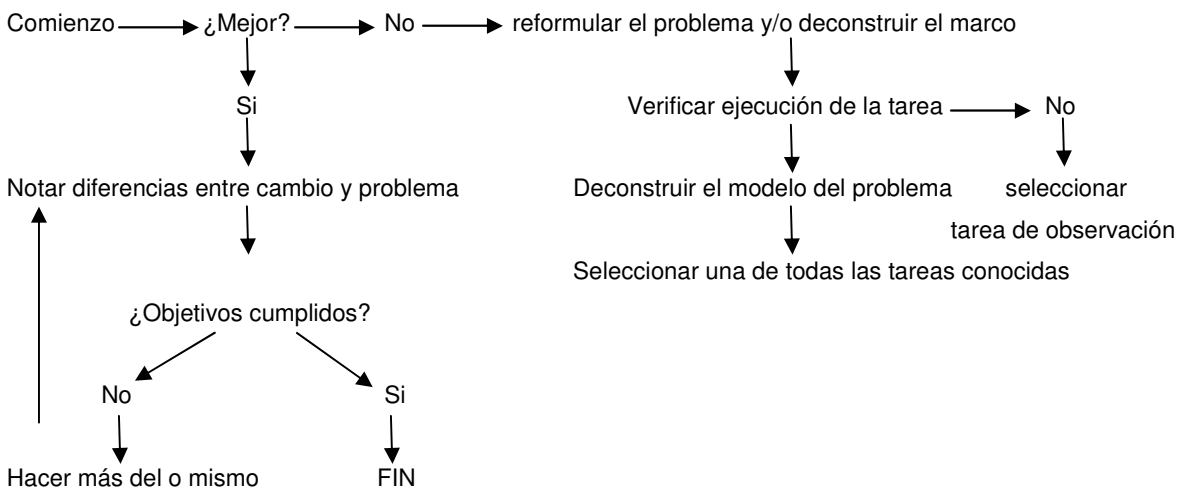 Comienzo ¿Mejor? No reformular el problema y/o deconstruir el marco
Si Verificar ejecución de la tarea No
Notar diferencias entre cambio y problema Deconstruir el modelo del problema seleccionar
tarea de observación
Seleccionar una de todas las tareas conocidas
¿Objetivos cumplidos?
No Si
Hacer más del o mismo FIN